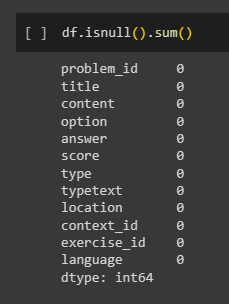 [ ] df.isnull().sum()
problem_id 0
title 0
content 0
option 0
answer 0
score 0
type 0
typetext 0
location 0
context_id 0
exercise_id 0
language 0
dtype: int64